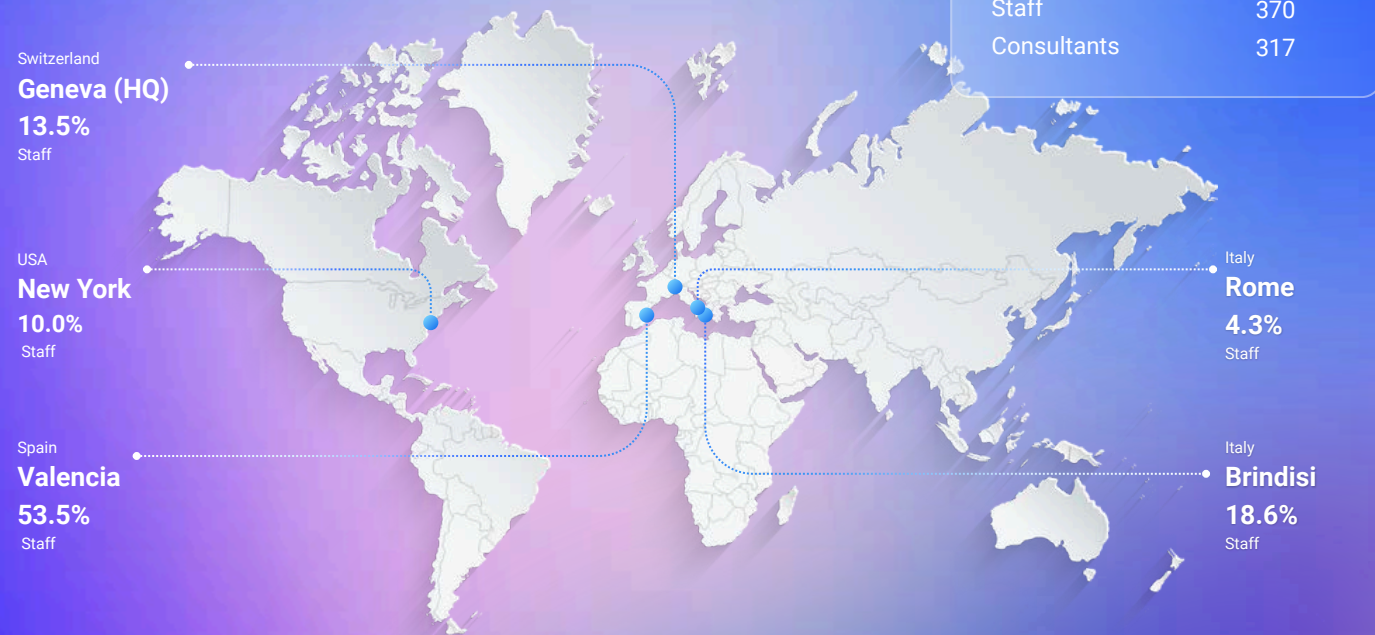 Staff 370
Consultants 317
Switzerland
Geneva (HQ)
13.5%
Staff
USA
New York
10.0%
Staff
Spain
Valencia
53.5%
Staff
Italy
Rome
4.3%
Staff
Italy
Brindisi
18.6%
Staff